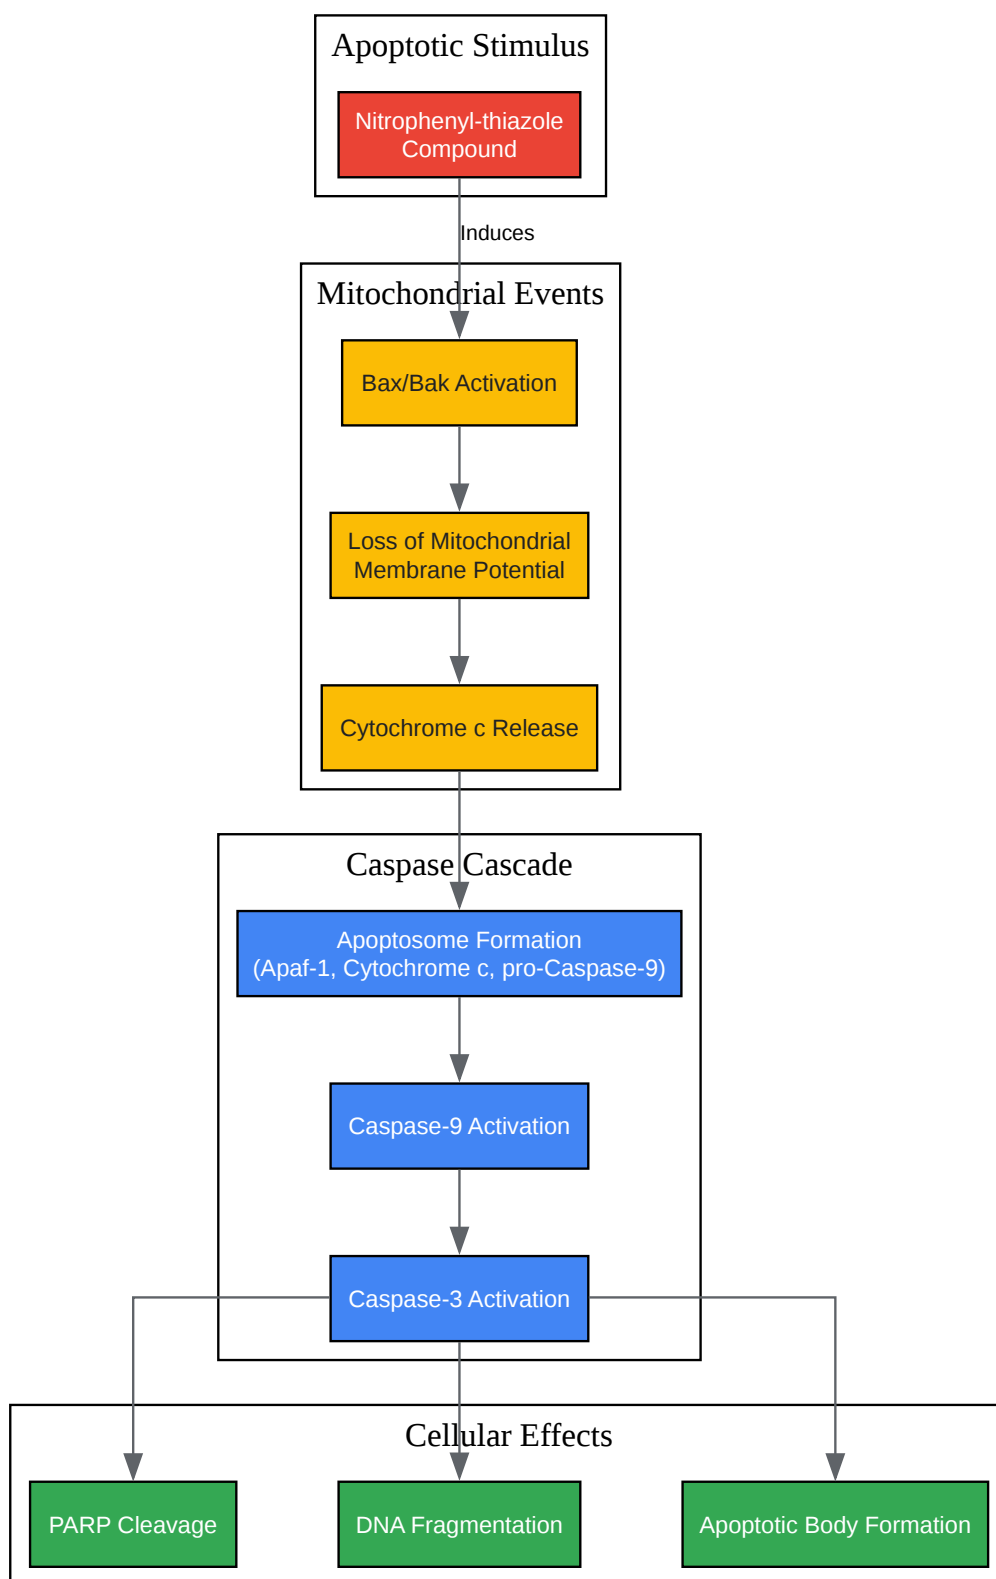 Apoptotic Stimulus
Nitrophenyl-thiazole
Compound
Induces
Mitochondrial Events
Bax/Bak Activation
Loss of Mitochondrial
Membrane Potential
Cytochrome c Release
Caspase Cascade
Apoptosome Formation
(Apaf-1, Cytochrome c, pro-Caspase-9)
Caspase-9 Activation
Caspase-3 Activation
Cellular Effects
PARP Cleavage
DNA Fragmentation
Apoptotic Body Formation